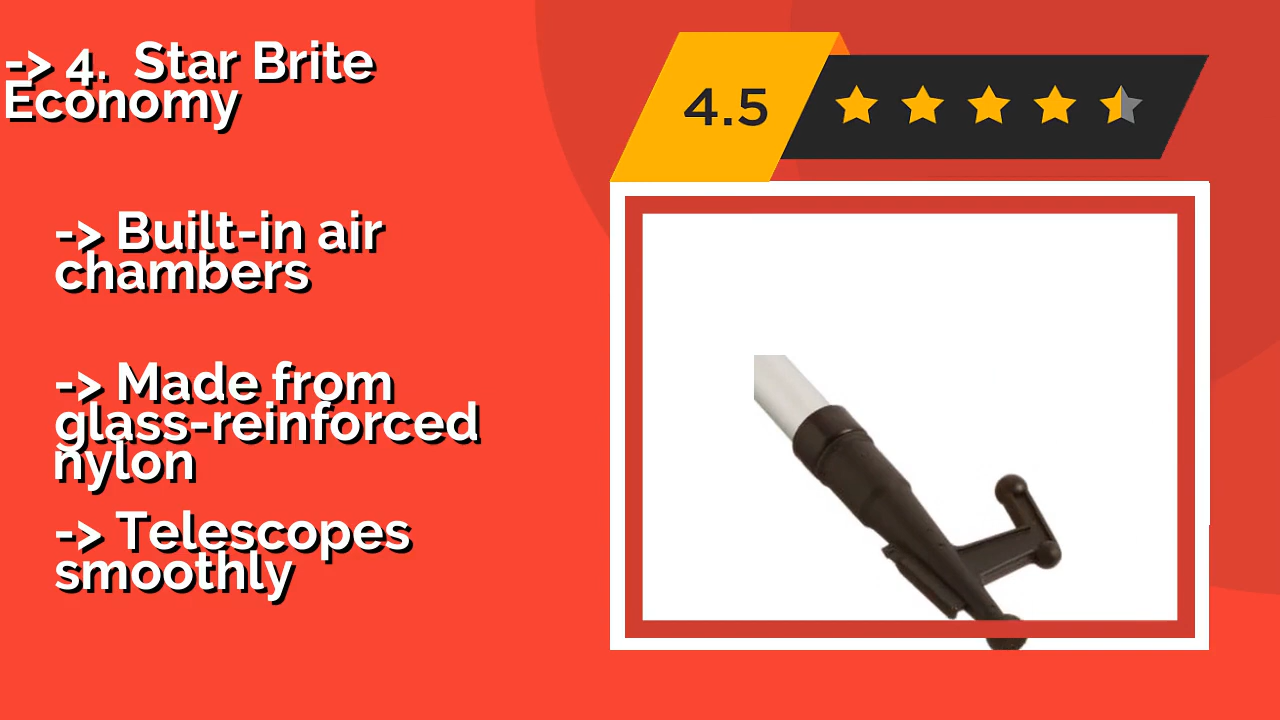 -> 4. Star Brite
Economy
4.5
-> Built-in air
chambers
-> Made from
glass-reinforced
nylon
-> Telescopes
smoothly